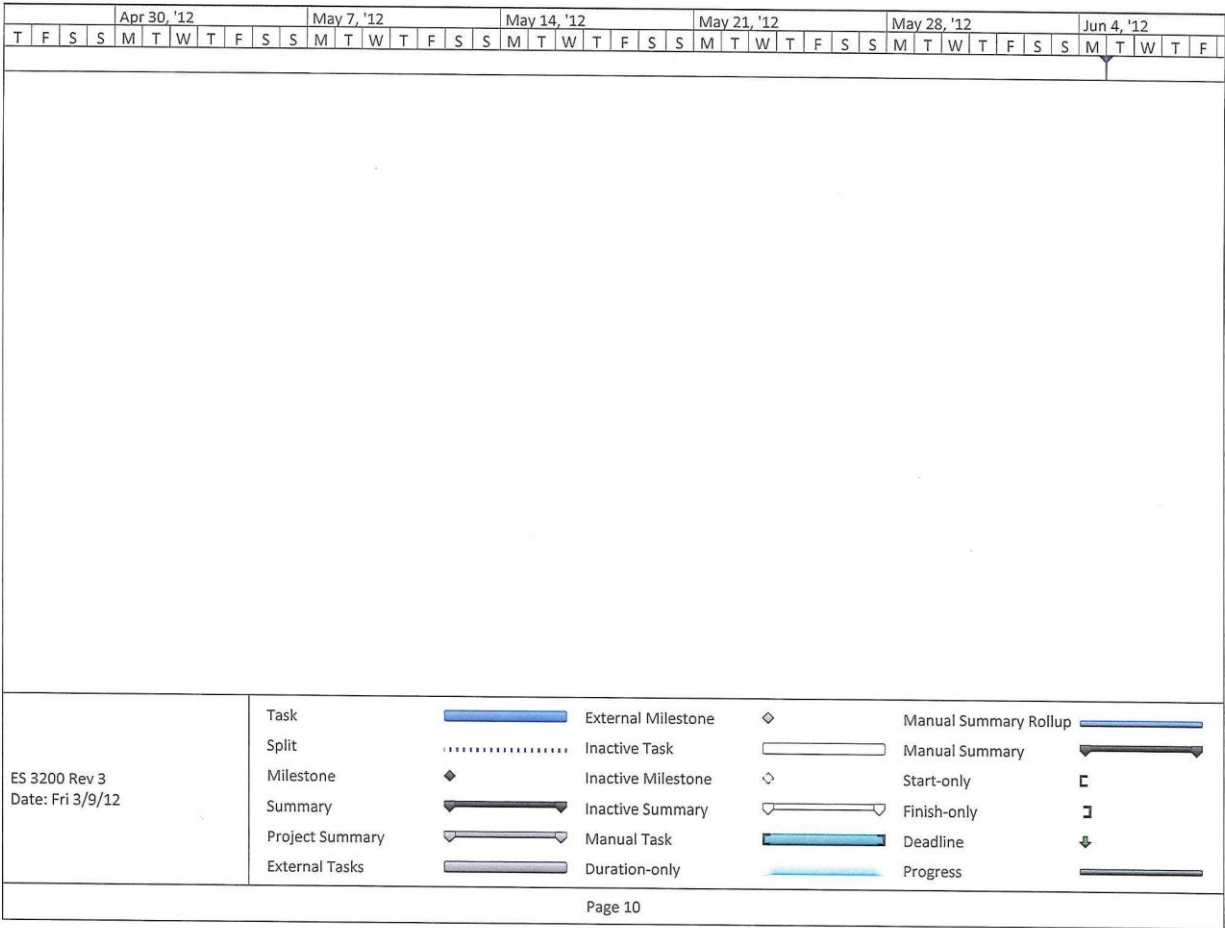 Apr 30, '12 May 7, '12 May 14, '12 May 21, '12 May 28, '12 Jun 4, '12
T F S S M T W T F S S M T W T F S S M T W T F S S M T W T F S S M T W T F S S M T W T F
ES 3200 Rev 3
Date: Fri 3/9/12
Task External Milestone Manual Summary Rollup
Split Inactive Task Manual Summary
Milestone Inactive Milestone Start-only
Summary Inactive Summary Finish-only
Project Summary Manual Task Deadline
External Tasks Duration-only Progress
Page 10